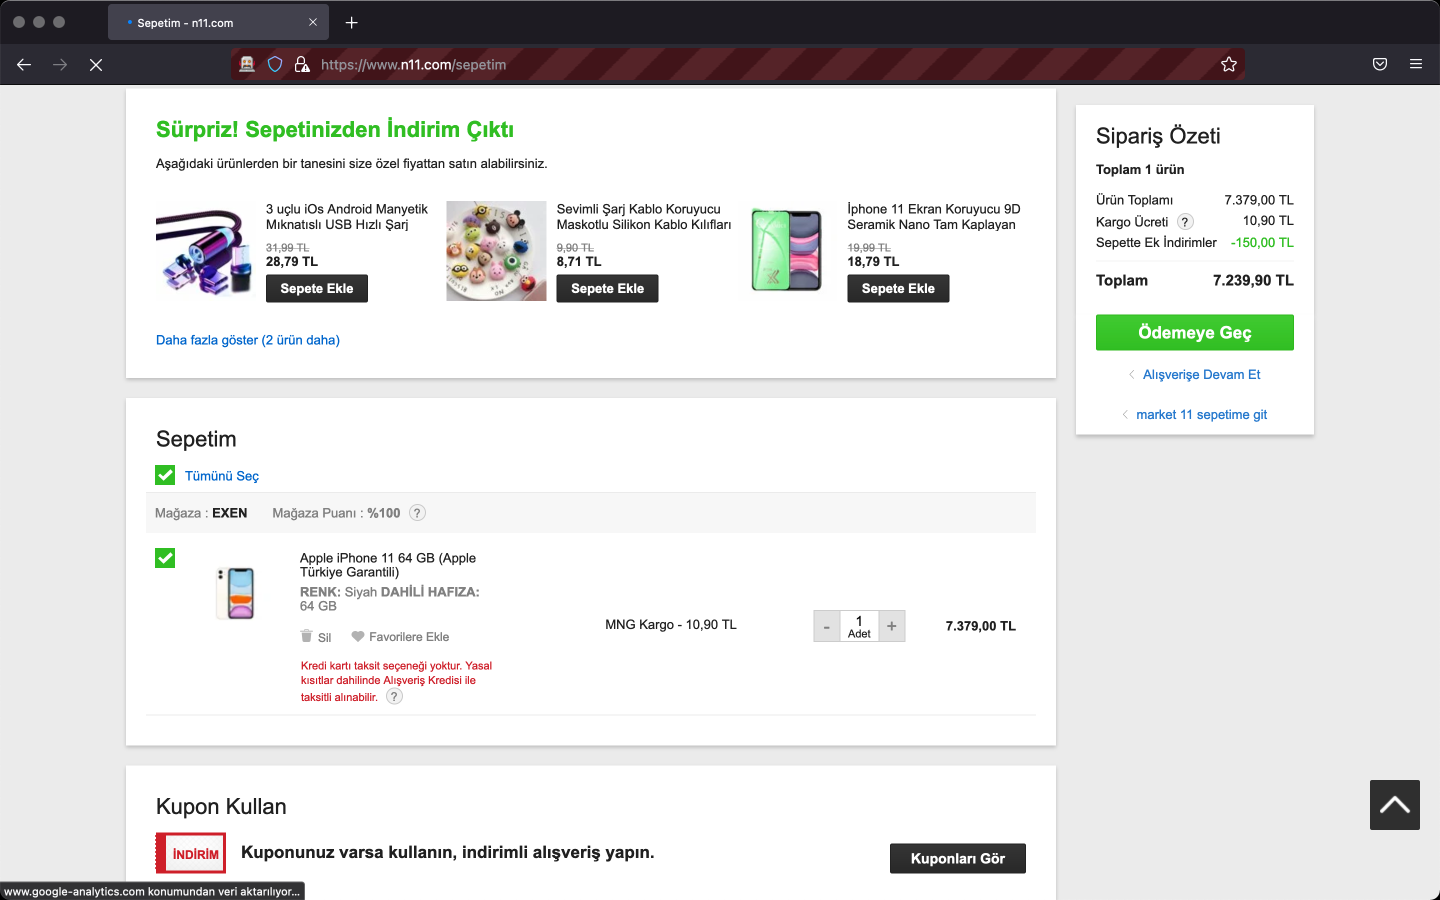 Sepetim - n11.com
https://www.n11.com/sepetim
Sürpriz! Sepetinizden İndirim Çıktı
Aşağıdaki ürünlerden bir tanesini size özel fiyattan satın alabilirsiniz.
3 uçlu iOs Android Manyetik
Mıknatıslı USB Hızlı Şarj
31,99 TL
28,79 TL
Sepete Ekle
Sevimli Şarj Kablo Koruyucu
Maskotlu Silikon Kablo Kılıfları
9,90 TL
8,71 TL
Sepete Ekle
İphone 11 Ekran Koruyucu 9D
Seramik Nano Tam Kaplayan
19,99 TL
18,79 TL
Sepete Ekle
Daha fazla göster (2 ürün daha)
Sipariş Özeti
Toplam 1 ürün
Ürün Toplamı 7.379,00 TL
Kargo Ücreti ? 10,90 TL
Sepette Ek İndirimler -150,00 TL
Toplam 7.239,90 TL
Ödemeye Geç
Alışverişe Devam Et
market 11 sepetime git
Sepetim
Tümünü Seç
Mağaza : EXEN Mağaza Puanı : %100 ?
Apple iPhone 11 64 GB (Apple
Türkiye Garantili)
RENK: Siyah DAHİLİ HAFIZA:
64 GB
Sil Favorilere Ekle
Kredi kartı taksit seçeneği yoktur. Yasal
kısıtlar dahilinde Alışveriş Kredisi ile
taksitli alınabilir. ?
MNG Kargo - 10,90 TL
- 1 +
Adet
7.379,00 TL
Kupon Kullan
İNDİRİM
Kuponunuz varsa kullanın, indirimli alışveriş yapın.
Kuponları Gör
www.google-analytics.com konumundan veri aktarılıyor...